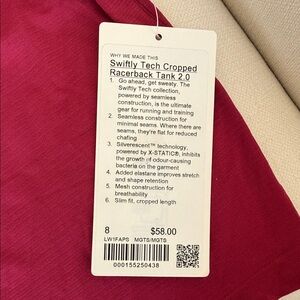 WHY WE MADE THIS
Swiftly Tech Cropped
Racerback Tank 2.0
1. Go ahead, get sweaty. The
Swiftly Tech collection,
powered by seamless
construction, is the ultimate
gear for running and training
2. Seamless construction for
minimal seams. Where there are
seams, they're flat for reduced
chafing
3. Silverescent™ technology,
powered by X-STATIC®, inhibits
the growth of odour-causing
bacteria on the garment
4. Added elastane improves stretch
and shape retention
5. Mesh construction for
breathability
6. Slim fit, cropped length
8 $58.00
LW1FAPS MGTS/MGTS
000155250438